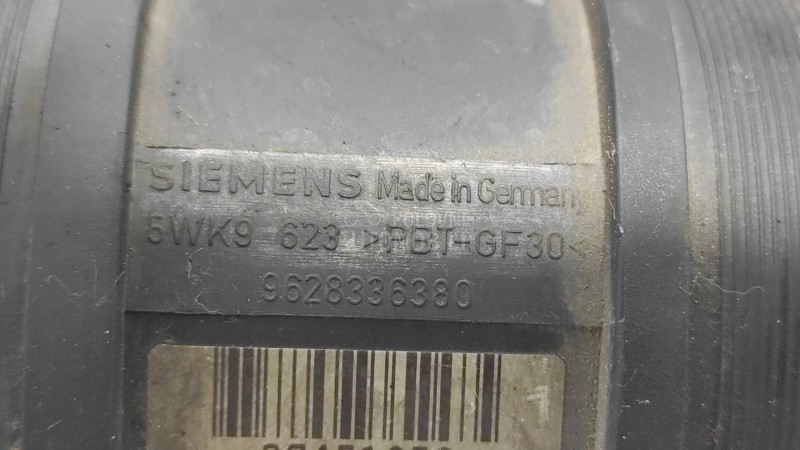 SIEMENS Made in Germany
5WK9 623 >PBT-GF30<
9628336380